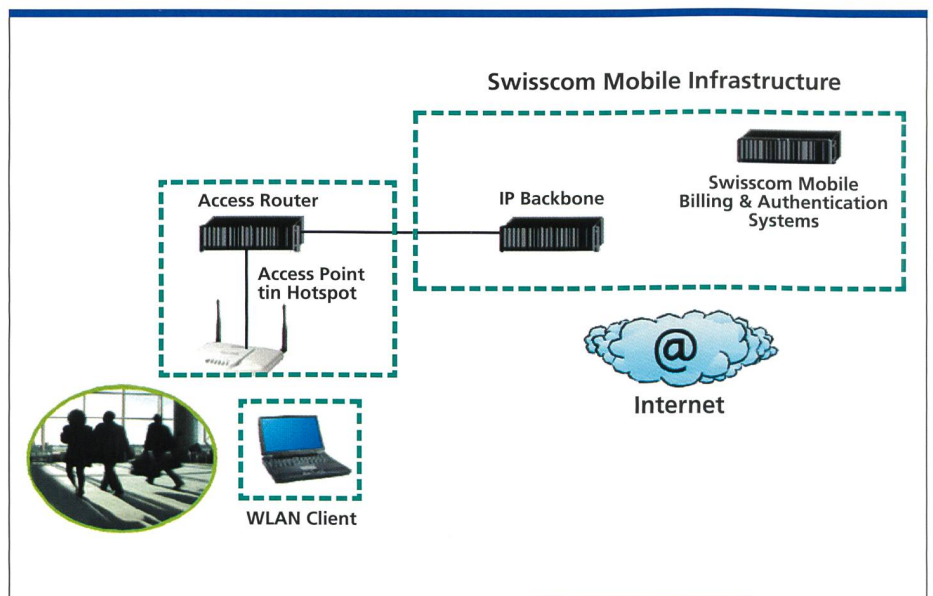 Swisscom Mobile Infrastructure
Swisscom Mobile
Billing & Authentication
Systems
Access Router
IP Backbone
Access Point
tin Hotspot
@
Internet
WLAN Client